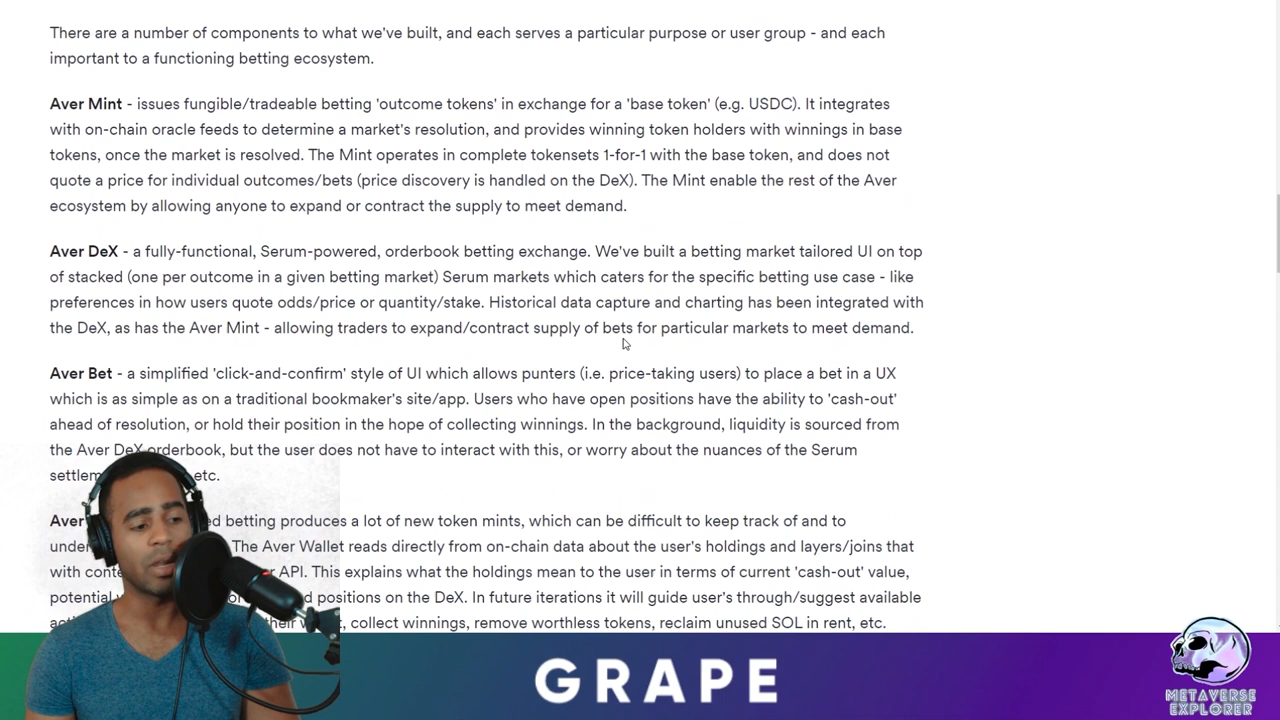 There are a number of components to what we've built, and each serves a particular purpose or user group - and each
important to a functioning betting ecosystem.
Aver Mint - issues fungible/tradeable betting 'outcome tokens' in exchange for a 'base token' (e.g. USDC). It integrates
with on-chain oracle feeds to determine a market's resolution, and provides winning token holders with winnings in base
tokens, once the market is resolved. The Mint operates in complete tokensets 1-for-1 with the base token, and does not
quote a price for individual outcomes/bets (price discovery is handled on the DeX). The Mint enable the rest of the Aver
ecosystem by allowing anyone to expand or contract the supply to meet demand.
Aver DeX - a fully-functional, Serum-powered, orderbook betting exchange. We've built a betting market tailored UI on top
of stacked (one per outcome in a given betting market) Serum markets which caters for the specific betting use case - like
preferences in how users quote odds/price or quantity/stake. Historical data capture and charting has been integrated with
the DeX, as has the Aver Mint - allowing traders to expand/contract supply of bets for particular markets to meet demand.
Aver Bet - a simplified 'click-and-confirm' style of UI which allows punters (i.e. price-taking users) to place a bet in a UX
which is as simple as on a traditional bookmaker's site/app. Users who have open positions have the ability to 'cash-out'
ahead of resolution, or hold their position in the hope of collecting winnings. In the background, liquidity is sourced from
the Aver DeX orderbook, but the user does not have to interact with this, or worry about the nuances of the Serum
etc.
Aver betting produces a lot of new token mints, which can be difficult to keep track of and to
The Aver Wallet reads directly from on-chain data about the user's holdings and layers/joins that
with API. This explains what the holdings mean to the user in terms of current 'cash-out' value,
potential positions on the DeX. In future iterations it will guide user's through/suggest available
collect winnings, remove worthless tokens, reclaim unused SOL in rent, etc.
GRAPE
METAVERSE
EXPLORER